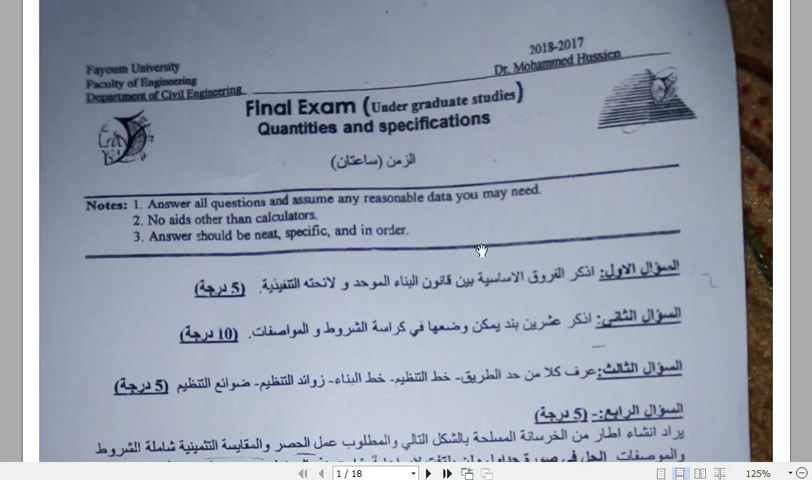 2018-2017
Dr. Mohammed Hussien
Fayoum University
Faculty of Engineering
Department of Civil Engineering
Final Exam (Under graduate studies)
Quantities and specifications
الزمن (ساعتان)
Notes: 1. Answer all questions and assume any reasonable data you may need.
2. No aids other than calculators.
3. Answer should be neat, specific, and in order.
السؤال الاول: اذكر الفروق الاساسية بين قانون البناء الموحد و لائحته التنفيذية. (5 درجة)
السؤال الثاني: اذكر عشرين بند يمكن وضعها في كراسة الشروط و المواصفات. (10 درجة)
السؤال الثالث: عرف كلا من حد الطريق- خط التنظيم- خط البناء- زوائد التنظيم- ضوائع التنظيم (5 درجة)
السؤال الرابع:- (5 درجة)
يراد انشاء اطار من الخرسانة المسلحة بالشكل التالي والمطلوب عمل الحصر والمقايسة التثمينية شاملة الشروط
والمواصفات. الحل في صورة جداول
1 / 18
125%